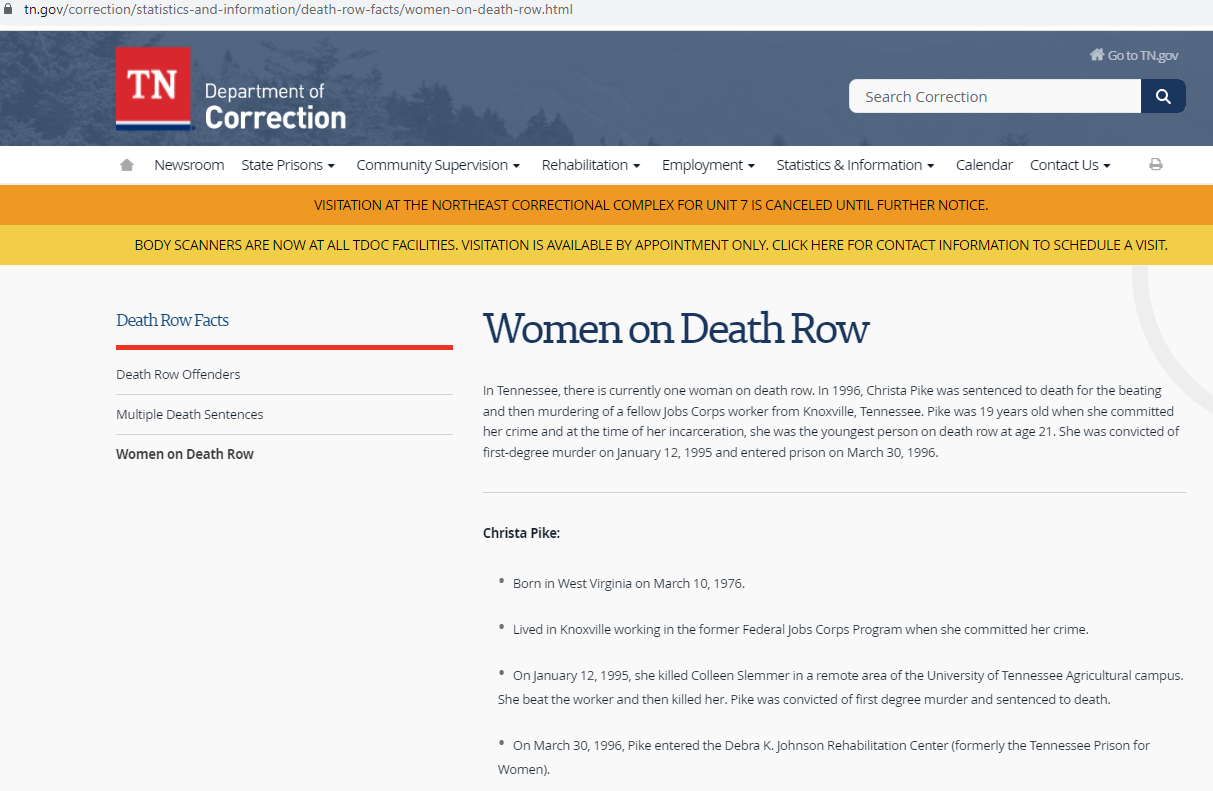 tn.gov/correction/statistics-and-information/death-row-facts/women-on-death-row.html
Go to TN.gov
TN
Department of
Correction
Search Correction
Newsroom State Prisons Community Supervision Rehabilitation Employment Statistics & Information Calendar Contact Us
VISITATION AT THE NORTHEAST CORRECTIONAL COMPLEX FOR UNIT 7 IS CANCELED UNTIL FURTHER NOTICE.
BODY SCANNERS ARE NOW AT ALL TDOC FACILITIES. VISITATION IS AVAILABLE BY APPOINTMENT ONLY. CLICK HERE FOR CONTACT INFORMATION TO SCHEDULE A VISIT.
Death Row Facts
Death Row Offenders
Multiple Death Sentences
Women on Death Row
Women on Death Row
In Tennessee, there is currently one woman on death row. In 1996, Christa Pike was sentenced to death for the beating
and then murdering of a fellow Jobs Corps worker from Knoxville, Tennessee. Pike was 19 years old when she committed
her crime and at the time of her incarceration, she was the youngest person on death row at age 21. She was convicted of
first-degree murder on January 12, 1995 and entered prison on March 30, 1996.
Christa Pike:
• Born in West Virginia on March 10, 1976.
• Lived in Knoxville working in the former Federal Jobs Corps Program when she committed her crime.
• On January 12, 1995, she killed Colleen Slemmer in a remote area of the University of Tennessee Agricultural campus.
She beat the worker and then killed her. Pike was convicted of first degree murder and sentenced to death.
• On March 30, 1996, Pike entered the Debra K. Johnson Rehabilitation Center (formerly the Tennessee Prison for
Women).